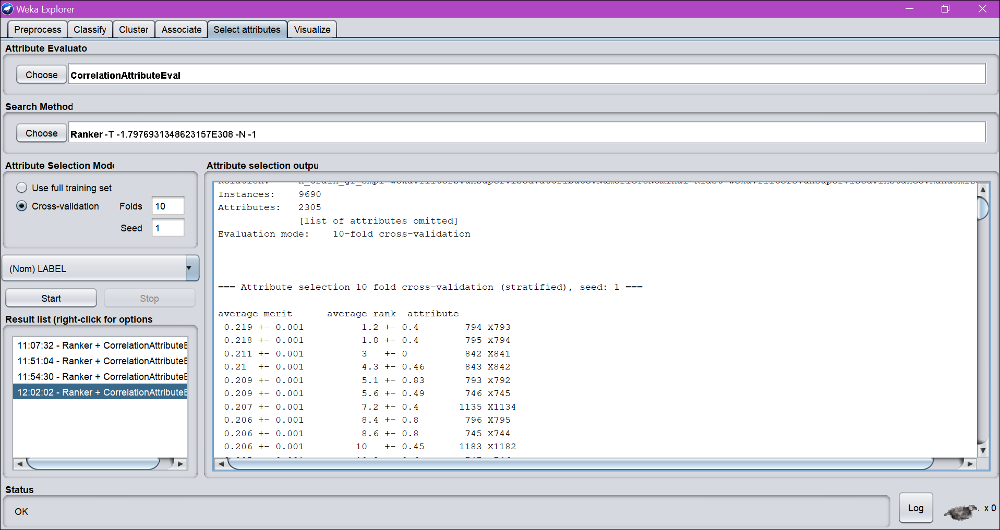 Weka Explorer
Preprocess Classify Cluster Associate Select attributes Visualize
Attribute Evaluato
Choose CorrelationAttributeEval
Search Method
Choose Ranker -T -1.7976931348623157E308 -N -1
Attribute Selection Mod
Use full training set
Cross-validation Folds 10
Seed 1
(Nom) LABEL
Start Stop
Result list (right-click for options
11:07:32 - Ranker + CorrelationAttributeE
11:51:04 - Ranker + CorrelationAttributeE
11:54:30 - Ranker + CorrelationAttributeE
12:02:02 - Ranker + CorrelationAttributeE
Attribute selection outpu
Instances: 9690
Attributes: 2305
[list of attributes omitted]
Evaluation mode: 10-fold cross-validation
=== Attribute selection 10 fold cross-validation (stratified), seed: 1 ===
average merit average rank attribute
0.219 +- 0.001 1.2 +- 0.4 794 X793
0.218 +- 0.001 1.8 +- 0.4 795 X794
0.211 +- 0.001 3 +- 0 842 X841
0.21 +- 0.001 4.3 +- 0.46 843 X842
0.209 +- 0.001 5.1 +- 0.83 793 X792
0.209 +- 0.001 5.6 +- 0.49 746 X745
0.207 +- 0.001 7.2 +- 0.4 1135 X1134
0.206 +- 0.001 8.4 +- 0.8 796 X795
0.206 +- 0.001 8.6 +- 0.8 745 X744
0.206 +- 0.001 10 +- 0.45 1183 X1182
Status
OK
Log x 0